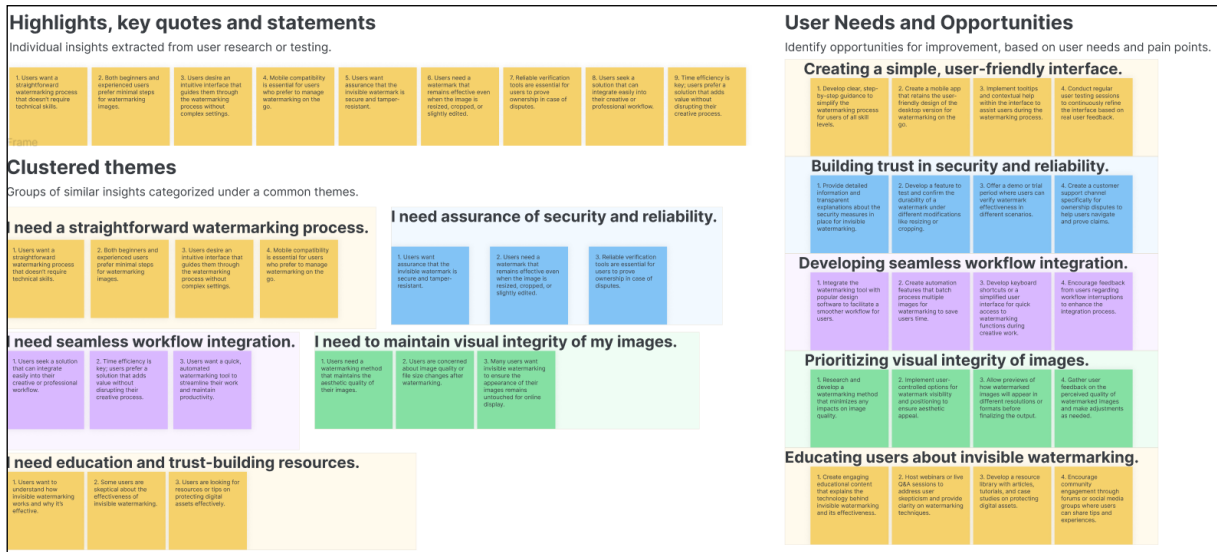 Highlights, key quotes and statements
Individual insights extracted from user research or testing.
1. Users want a
straightforward
watermarking process
that doesn't require
technical skills.
2. Both beginners and
experienced users
prefer minimal steps
for watermarking
images.
3. Users desire an
intuitive interface that
guides them through
the watermarking
process without
complex settings.
4. Mobile compatibility
is essential for users
who prefer to manage
watermarking on the
go.
5. Users want
assurance that the
invisible watermark is
secure and tamper-
resistant.
6. Users need a
watermark that
remains effective even
when the image is
resized, cropped, or
slightly edited.
7. Reliable verification
tools are essential for
users to prove
ownership in case of
disputes.
8. Users seek a
solution that can
integrate easily into
their creative or
professional workflow.
9. Time efficiency is
key; users prefer a
solution that adds
value without
disrupting their
creative process.
Frame
Clustered themes
Groups of similar insights categorized under a common themes.
I need a straightforward watermarking process.
1. Users want a
straightforward
watermarking process
that doesn't require
technical skills.
2. Both beginners and
experienced users
prefer minimal steps
for watermarking
images.
3. Users desire an
intuitive interface that
guides them through
the watermarking
process without
complex settings.
4. Mobile compatibility
is essential for users
who prefer to manage
watermarking on the
go.
I need assurance of security and reliability.
1. Users want
assurance that the
invisible watermark is
secure and tamper-
resistant.
2. Users need a
watermark that
remains effective even
when the image is
resized, cropped, or
slightly edited.
3. Reliable verification
tools are essential for
users to prove
ownership in case of
disputes.
I need seamless workflow integration.
1. Users seek a solution
that can integrate
easily into their
creative or professional
workflow.
2. Time efficiency is
key; users prefer a
solution that adds
value without
disrupting their
creative process.
3. Users want a quick,
automated
watermarking tool to
streamline their work
and maintain
productivity.
I need to maintain visual integrity of my images.
1. Users need a
watermarking method
that maintains the
aesthetic quality of
their images.
2. Users are concerned
about image quality or
file size changes after
watermarking.
3. Many users want
invisible watermarking
to ensure the
appearance of their
images remains
untouched for online
display.
I need education and trust-building resources.
1. Users want to
understand how
invisible watermarking
works and why it's
effective.
2. Some users are
skeptical about the
effectiveness of
invisible watermarking.
3. Users are looking for
resources or tips on
protecting digital
assets effectively.
User Needs and Opportunities
Identify opportunities for improvement, based on user needs and pain points.
Creating a simple, user-friendly interface.
1. Develop clear, step-
by-step guidance to
simplify the
watermarking process
for users of all skill
levels.
2. Create a mobile app
that retains the user-
friendly design of the
desktop version for
watermarking on the
go.
3. Implement tooltips
and contextual help
within the interface to
assist users during the
watermarking process.
4. Conduct regular
user testing sessions
to continuously refine
the interface based on
real user feedback.
Building trust in security and reliability.
1. Provide detailed
information and
transparent
explanations about the
security measures in
place for invisible
watermarking.
2. Develop a feature to
test and confirm the
durability of a
watermark under
different modifications
like resizing or
cropping.
3. Offer a demo or trial
period where users can
verify watermark
effectiveness in
different scenarios.
4. Create a customer
support channel
specifically for
ownership disputes to
help users navigate
and prove claims.
Developing seamless workflow integration.
1. Integrate the
watermarking tool with
popular design
software to facilitate a
smoother workflow for
users.
2. Create automation
features that batch
process multiple
images for
watermarking to save
users time.
3. Develop keyboard
shortcuts or a
simplified user
interface for quick
access to
watermarking
functions during
creative work.
4. Encourage feedback
from users regarding
workflow interruptions
to enhance the
integration process.
Prioritizing visual integrity of images.
1. Research and
develop a
watermarking method
that minimizes any
impacts on image
quality.
2. Implement user-
controlled options for
watermark visibility
and positioning to
ensure aesthetic
appeal.
3. Allow previews of
how watermarked
images will appear in
different resolutions or
formats before
finalizing the output.
4. Gather user
feedback on the
perceived quality of
watermarked images
and make adjustments
as needed.
Educating users about invisible watermarking.
1. Create engaging
educational content
that explains the
technology behind
invisible watermarking
and its effectiveness.
2. Host webinars or live
Q&A sessions to
address user
skepticism and provide
clarity on watermarking
techniques.
3. Develop a resource
library with articles,
tutorials, and case
studies on protecting
digital assets.
4. Encourage
community
engagement through
forums or social media
groups where users
can share tips and
experiences.